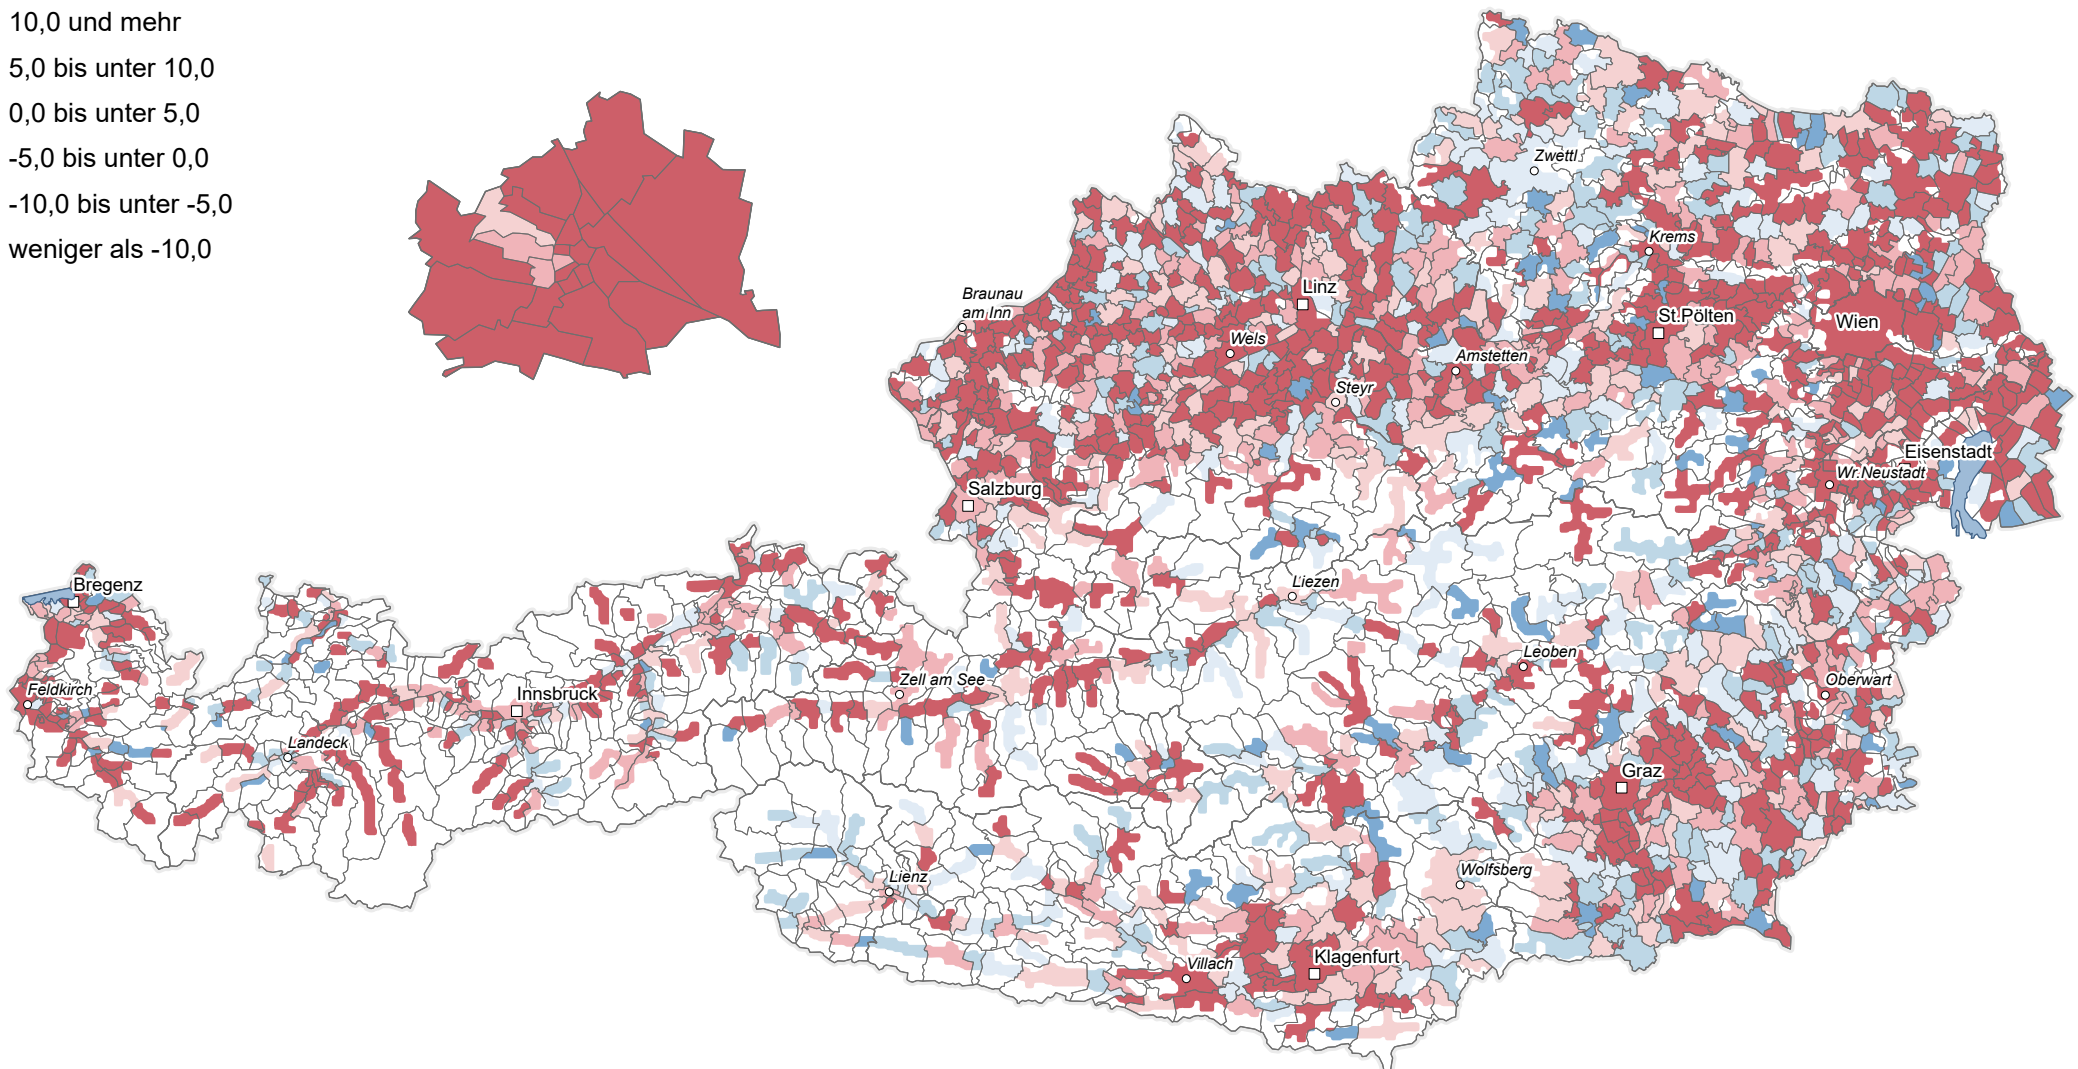 10,0 und mehr
5,0 bis unter 10,0
0,0 bis unter 5,0
-5,0 bis unter 0,0
-10,0 bis unter -5,0
weniger als -10,0
Zwettl
Krems
Braunau
am Inn
Linz
St.Pölten
Wien
Wels
Amstetten
Steyr
Eisenstadt
Wr.Neustadt
Salzburg
Bregenz
Liezen
Leoben
Feldkirch
Innsbruck
Zell am See
Oberwart
Landeck
Graz
Lienz
Wolfsberg
Villach
Klagenfurt